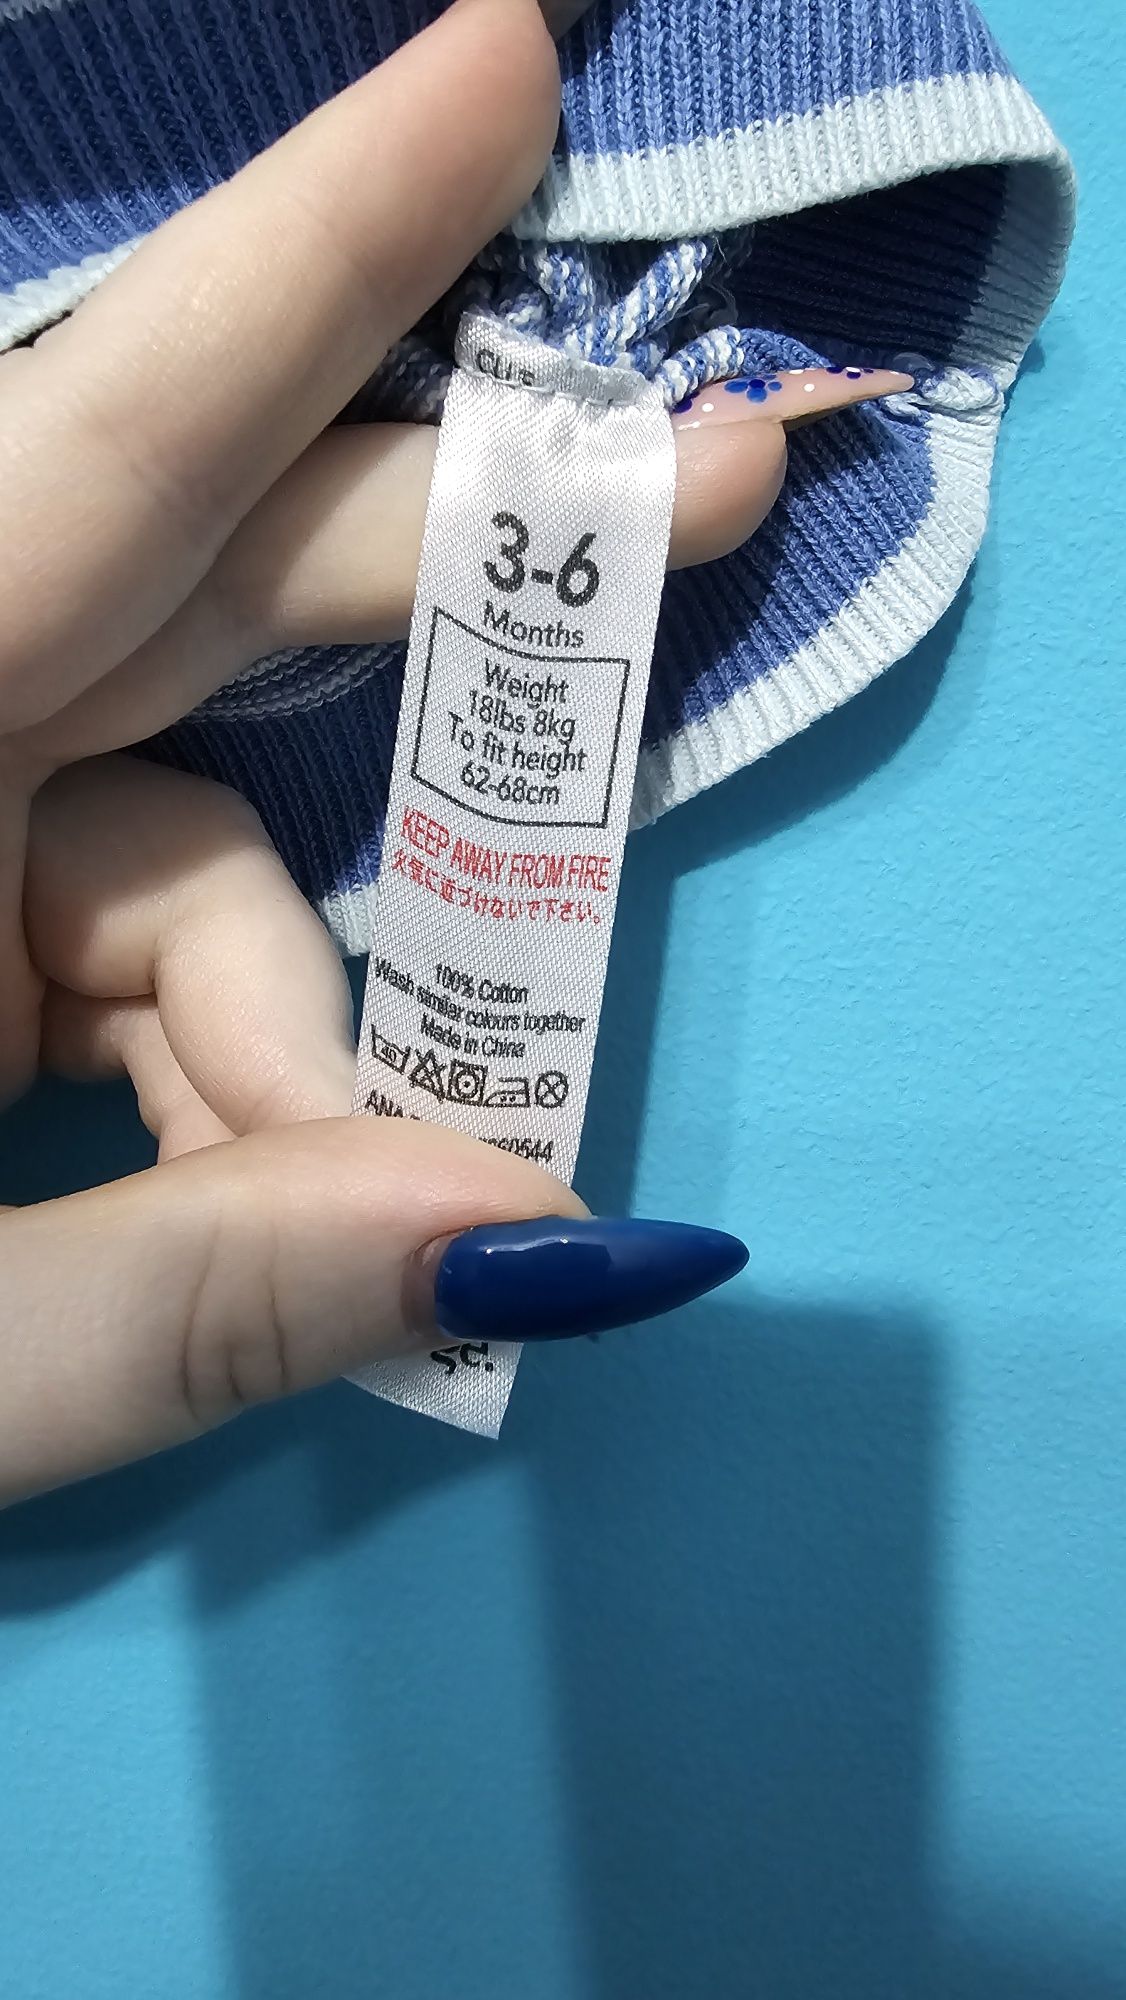 3-6
Months
Weight
18lbs 8kg
To fit height
62-68cm
KEEP AWAY FROM FIRE
火気に近づけないで下さい。
100% Cotton
Wash similar colours together
Made in China
40